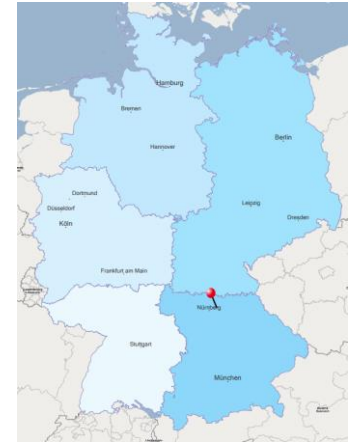 Hamburg
Bremen
Berlin
Hannover
Dortmund
Leipzig
Düsseldorf
Dresden
Köln
Frankfurt am Main
Nürnberg
Stuttgart
München